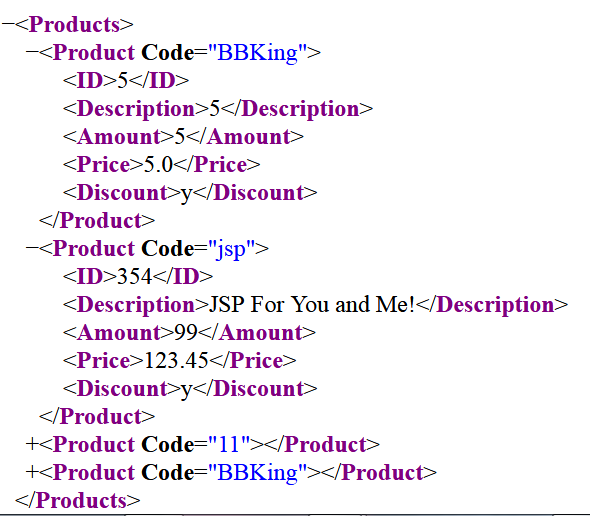 −<Products>
−<Product Code="BBKing">
<ID>5</ID>
<Description>5</Description>
<Amount>5</Amount>
<Price>5.0</Price>
<Discount>y</Discount>
</Product>
−<Product Code="jsp">
<ID>354</ID>
<Description>JSP For You and Me!</Description>
<Amount>99</Amount>
<Price>123.45</Price>
<Discount>y</Discount>
</Product>
+<Product Code="11"></Product>
+<Product Code="BBKing"></Product>
</Products>